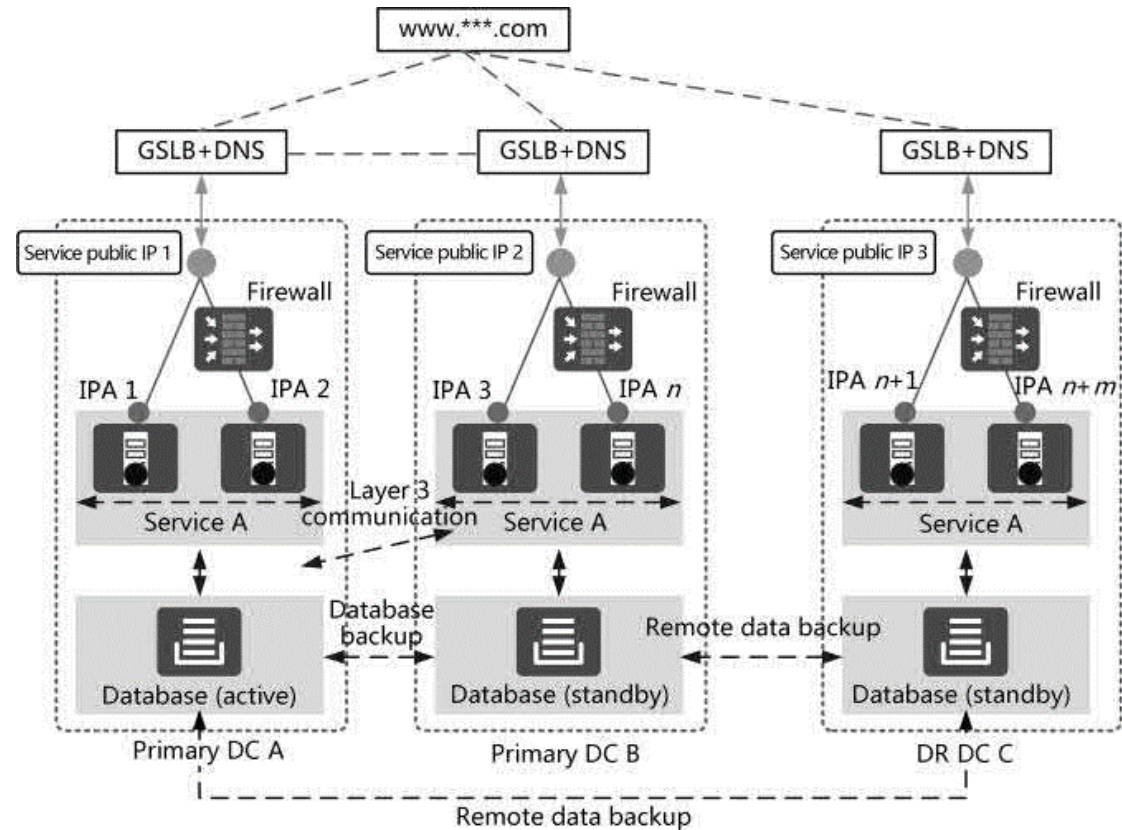 www.***.com
GSLB+DNS
GSLB+DNS
GSLB+DNS
Service public IP 1
Service public IP 2
Service public IP 3
Firewall
Firewall
Firewall
IPA 1
IPA 2
IPA 3
IPA n
IPA n+1
IPA n+m
Layer 3
communication
Service A
Service A
Service A
Database
backup
Remote data backup
Database (active)
Database (standby)
Database (standby)
Primary DC A
Primary DC B
DR DC C
Remote data backup